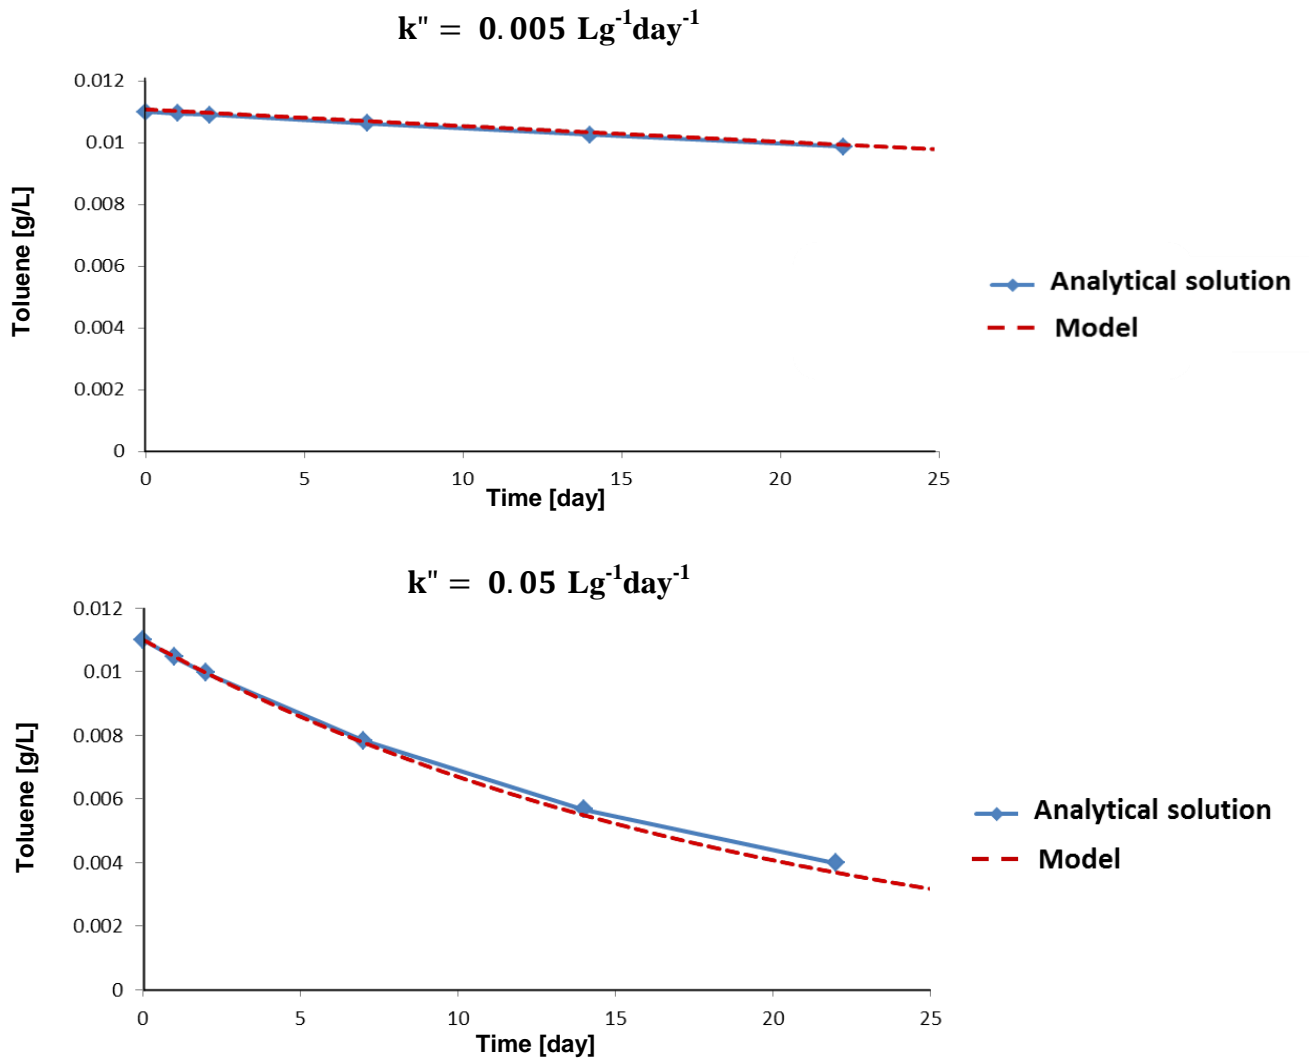 k" = 0.005 Lg⁻¹day⁻¹
0.012
0.01
0.008
0.006
0.004
0.002
0
Toluene [g/L]
0 5 10 15 20 25
Time [day]
Analytical solution
Model
k" = 0.05 Lg⁻¹day⁻¹
0.012
0.01
0.008
0.006
0.004
0.002
0
Toluene [g/L]
0 5 10 15 20 25
Time [day]
Analytical solution
Model